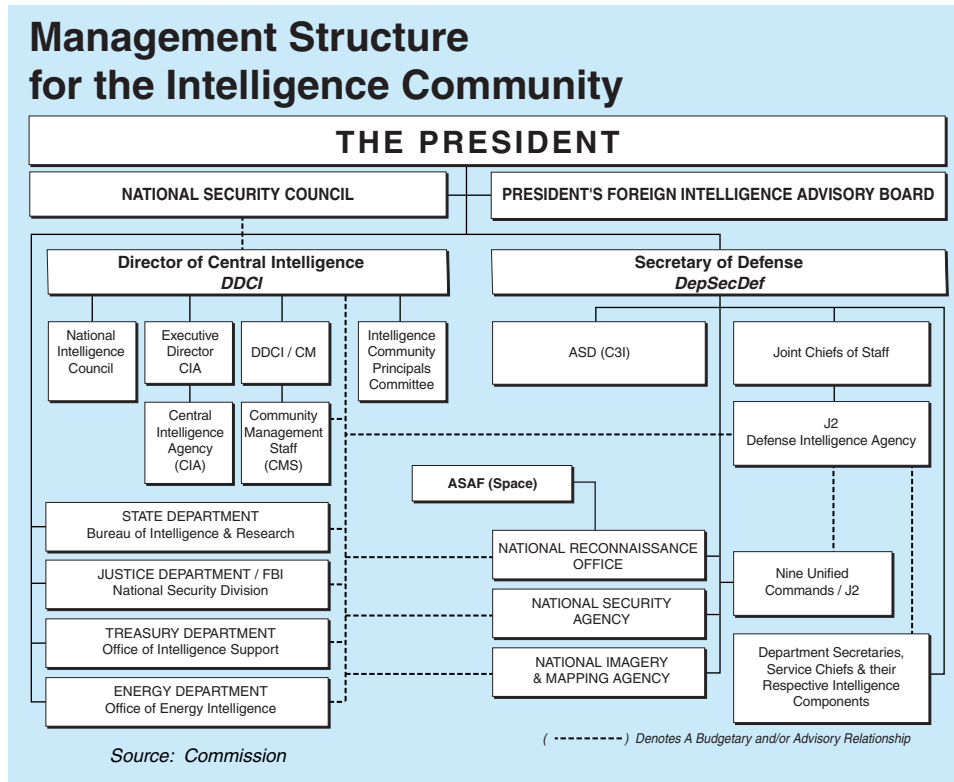 Management Structure
for the Intelligence Community
THE PRESIDENT
NATIONAL SECURITY COUNCIL
PRESIDENT'S FOREIGN INTELLIGENCE ADVISORY BOARD
Director of Central Intelligence
DDCI
Secretary of Defense
DepSecDef
National
Intelligence
Council
Executive
Director
CIA
DDCI / CM
Intelligence
Community
Principals
Committee
ASD (C3I)
Joint Chiefs of Staff
Central
Intelligence
Agency
(CIA)
Community
Management
Staff
(CMS)
J2
Defense Intelligence Agency
ASAF (Space)
STATE DEPARTMENT
Bureau of Intelligence & Research
NATIONAL RECONNAISSANCE
OFFICE
JUSTICE DEPARTMENT / FBI
National Security Division
NATIONAL SECURITY
AGENCY
Nine Unified
Commands / J2
TREASURY DEPARTMENT
Office of Intelligence Support
NATIONAL IMAGERY
& MAPPING AGENCY
Department Secretaries,
Service Chiefs & their
Respective Intelligence
Components
ENERGY DEPARTMENT
Office of Energy Intelligence
Source: Commission
( --------- ) Denotes A Budgetary and/or Advisory Relationship